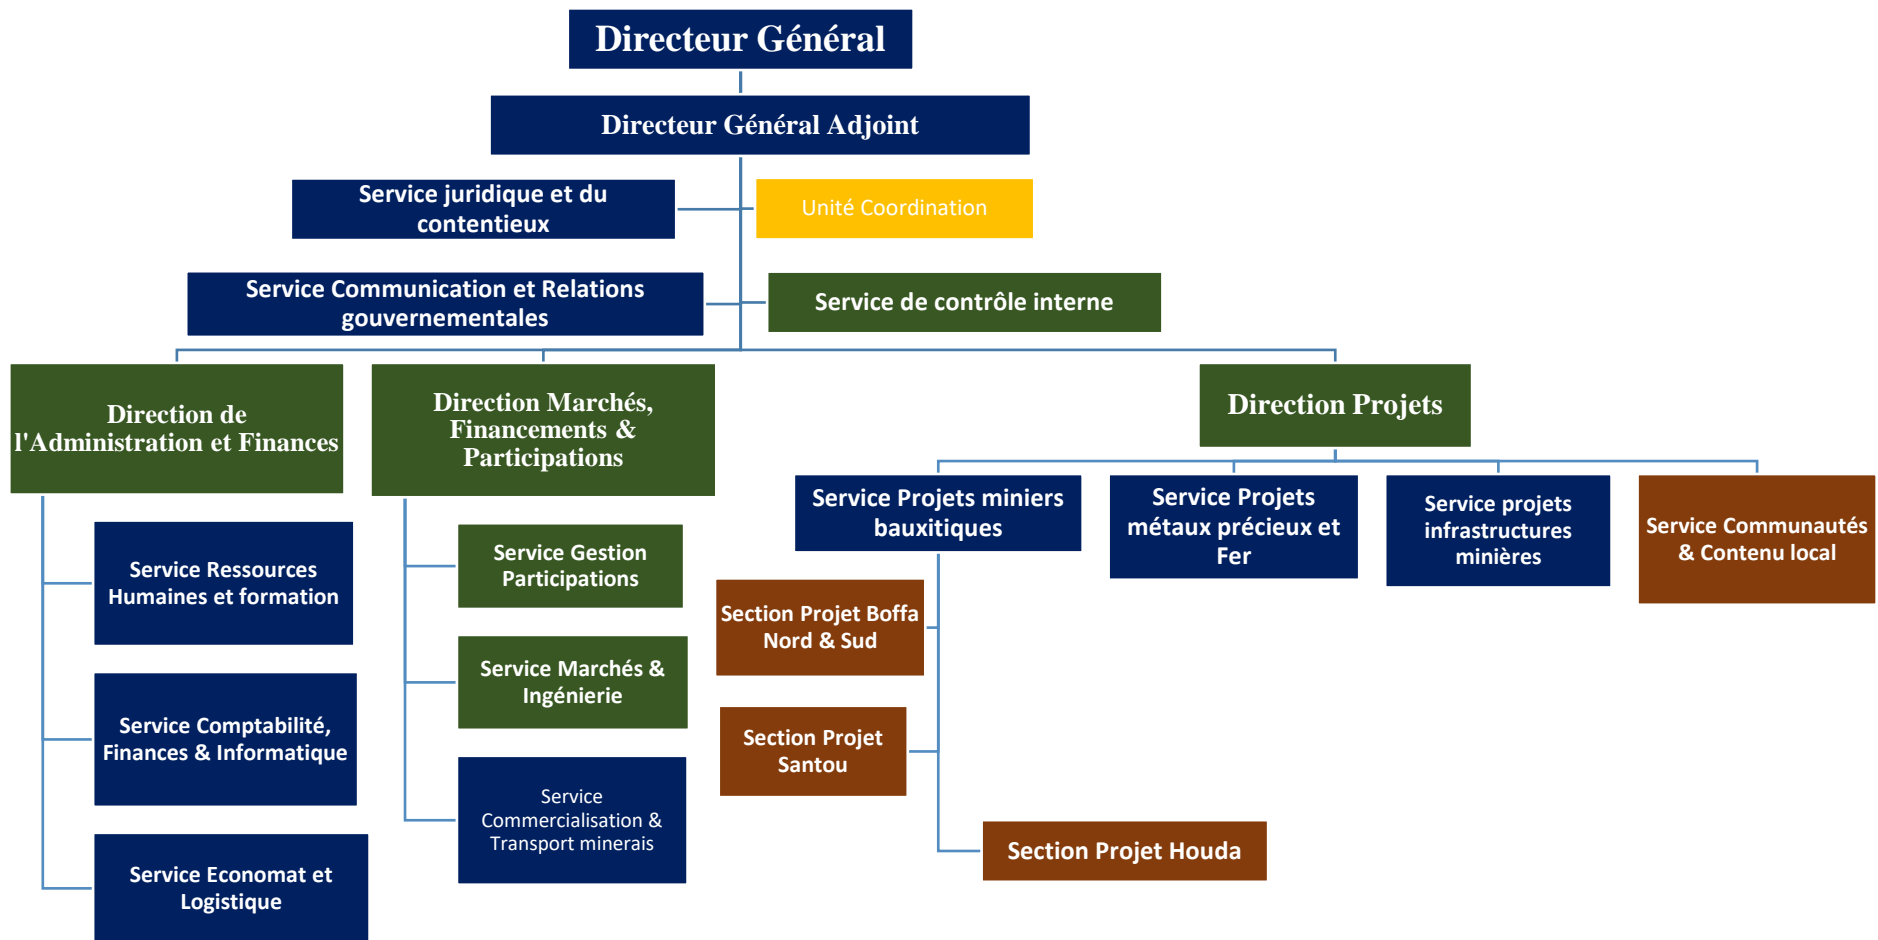 Directeur Général
Directeur Général Adjoint
Service juridique et du
contentieux
Unité Coordination
Service Communication et Relations
gouvernementales
Service de contrôle interne
Direction de
l'Administration et Finances
Direction Marchés,
Financements &
Participations
Direction Projets
Service Ressources
Humaines et formation
Service Comptabilité,
Finances & Informatique
Service Economat et
Logistique
Service Gestion
Participations
Service Marchés &
Ingénierie
Service
Commercialisation &
Transport minerais
Service Projets miniers
bauxitiques
Service Projets
métaux précieux et
Fer
Service projets
infrastructures
minières
Service Communautés
& Contenu local
Section Projet Boffa
Nord & Sud
Section Projet
Santou
Section Projet Houda